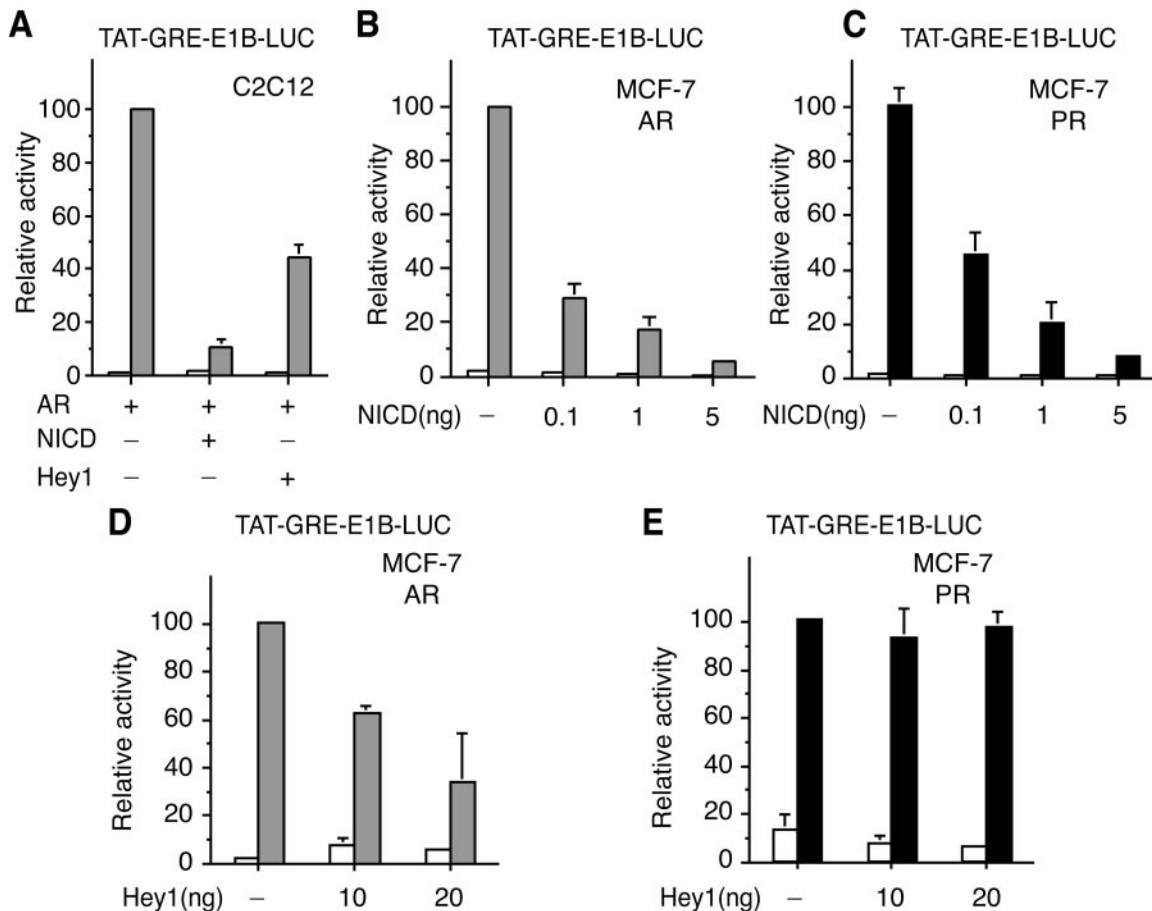 A
TAT-GRE-E1B-LUC
C2C12
Relative activity
100
80
60
40
20
0
AR + + +
NICD – + –
Hey1 – – +
B
TAT-GRE-E1B-LUC
MCF-7
AR
Relative activity
100
80
60
40
20
0
NICD(ng) – 0.1 1 5
C
TAT-GRE-E1B-LUC
MCF-7
PR
Relative activity
100
80
60
40
20
0
NICD(ng) – 0.1 1 5
D
TAT-GRE-E1B-LUC
MCF-7
AR
Relative activity
100
80
60
40
20
0
Hey1(ng) – 10 20
E
TAT-GRE-E1B-LUC
MCF-7
PR
Relative activity
100
80
60
40
20
0
Hey1(ng) – 10 20